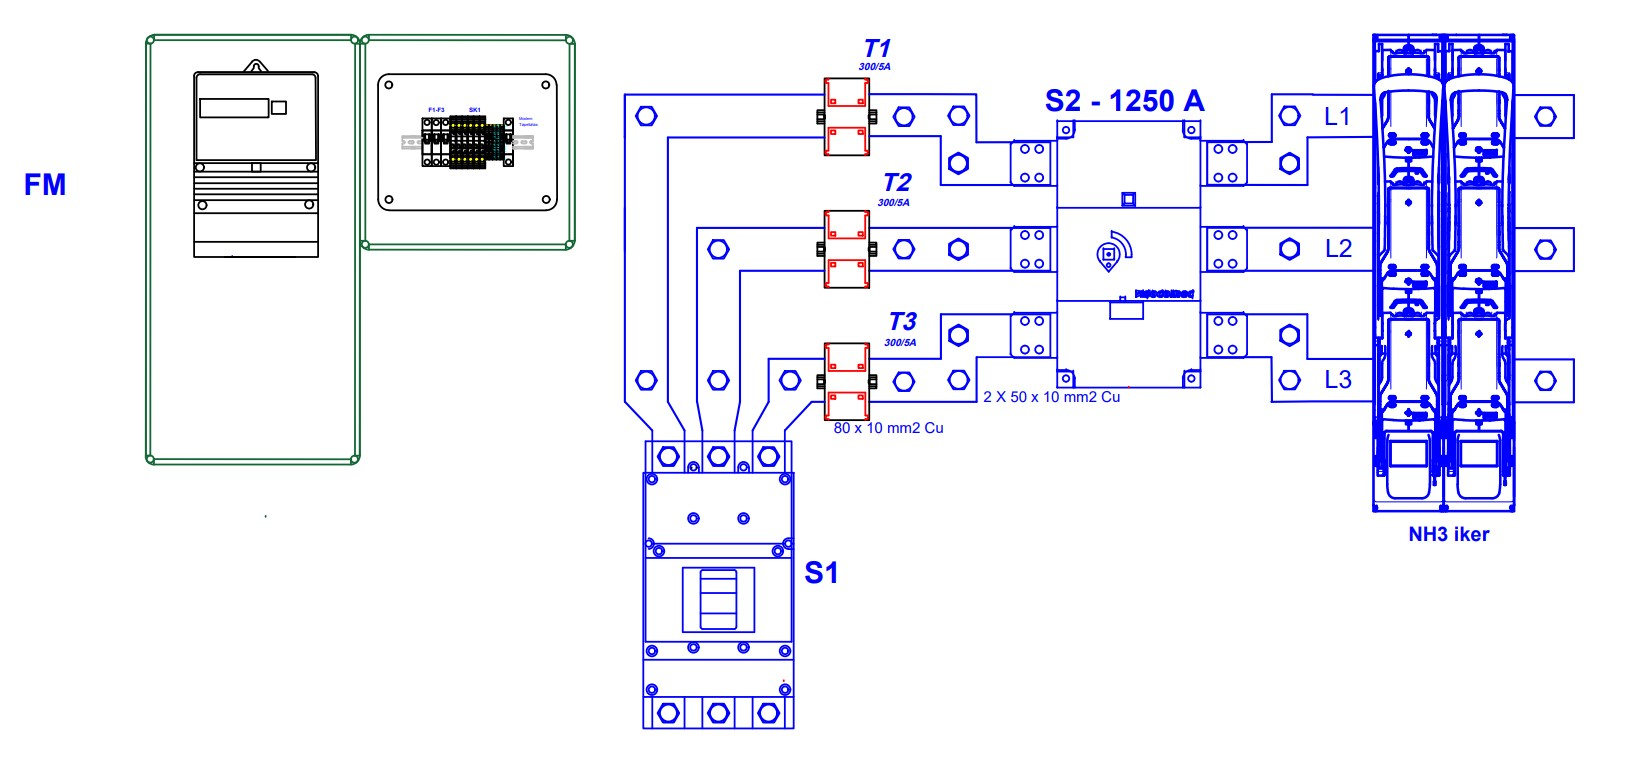 T1
300/5A
S2 - 1250 A
F1-F3
SK1
L1
FM
T2
300/5A
L2
T3
300/5A
L3
2 X 50 x 10 mm2 Cu
80 x 10 mm2 Cu
NH3 iker
S1